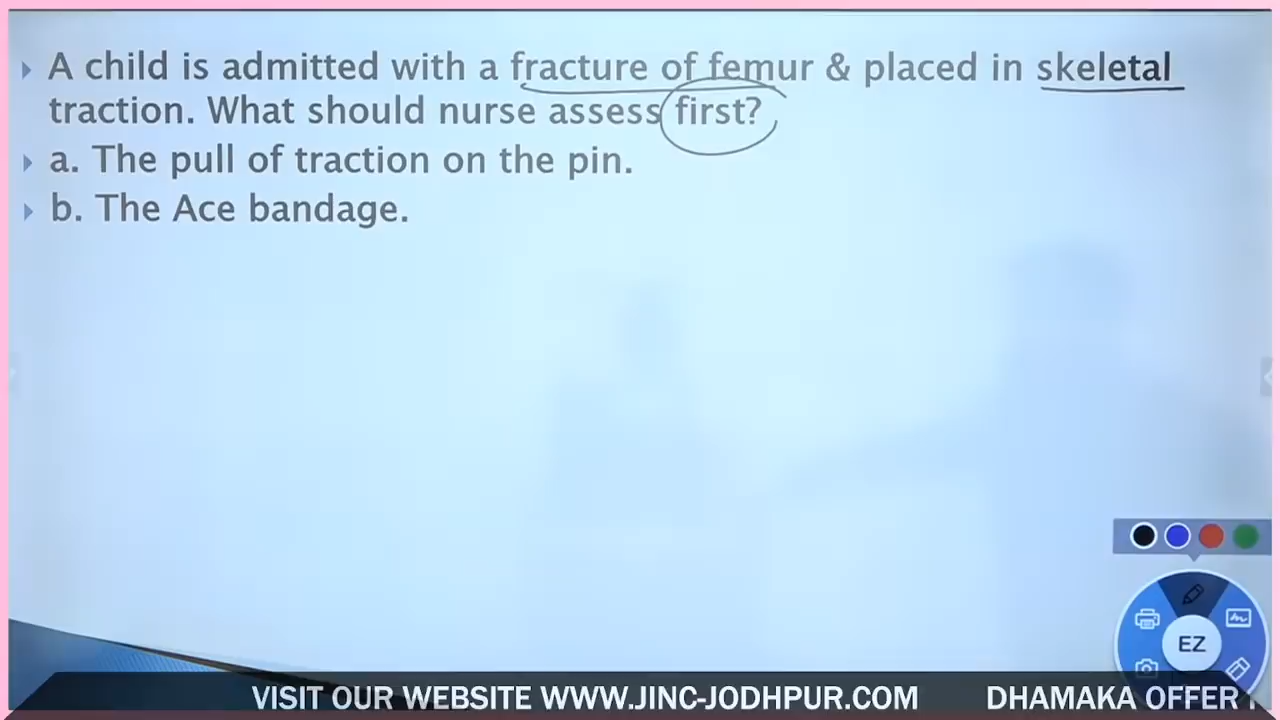 A child is admitted with a fracture of femur & placed in skeletal
traction. What should nurse assess first?
a. The pull of traction on the pin.
b. The Ace bandage.
EZ
VISIT OUR WEBSITE WWW.JINC-JODHPUR.COM DHAMAKA OFFER